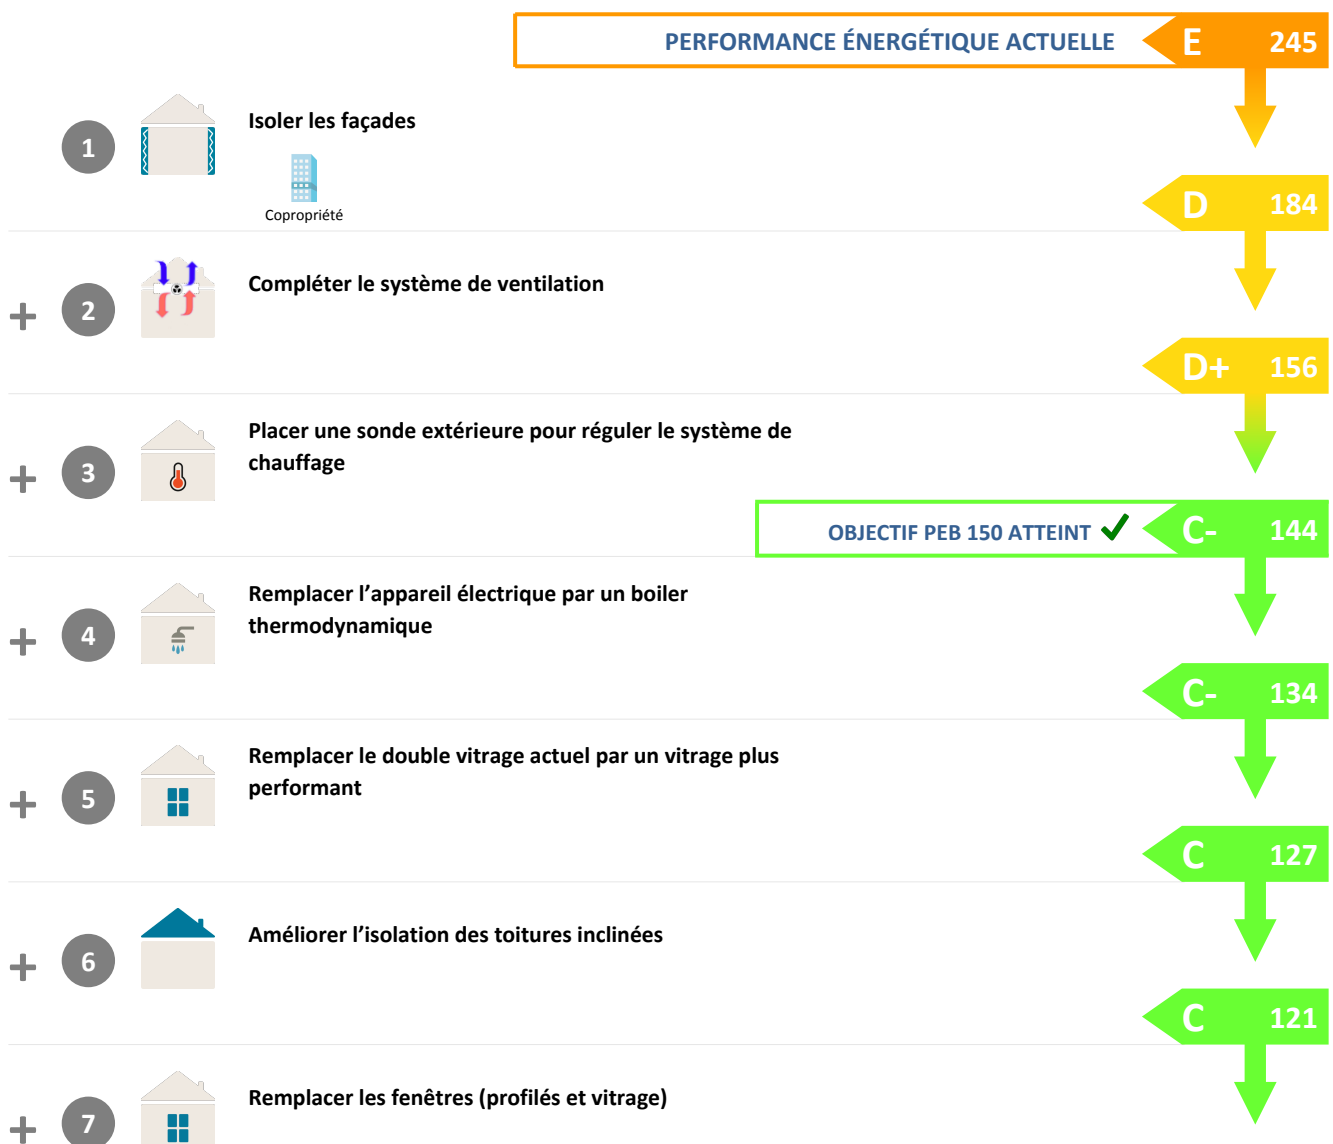 PERFORMANCE ÉNERGÉTIQUE ACTUELLE E 245
1 Isoler les façades
Copropriété
D 184
+ 2 Compléter le système de ventilation
D+ 156
+ 3 Placer une sonde extérieure pour réguler le système de
chauffage
OBJECTIF PEB 150 ATTEINT ✓ C- 144
+ 4 Remplacer l’appareil électrique par un boiler
thermodynamique
C- 134
+ 5 Remplacer le double vitrage actuel par un vitrage plus
performant
C 127
+ 6 Améliorer l’isolation des toitures inclinées
C 121
+ 7 Remplacer les fenêtres (profilés et vitrage)